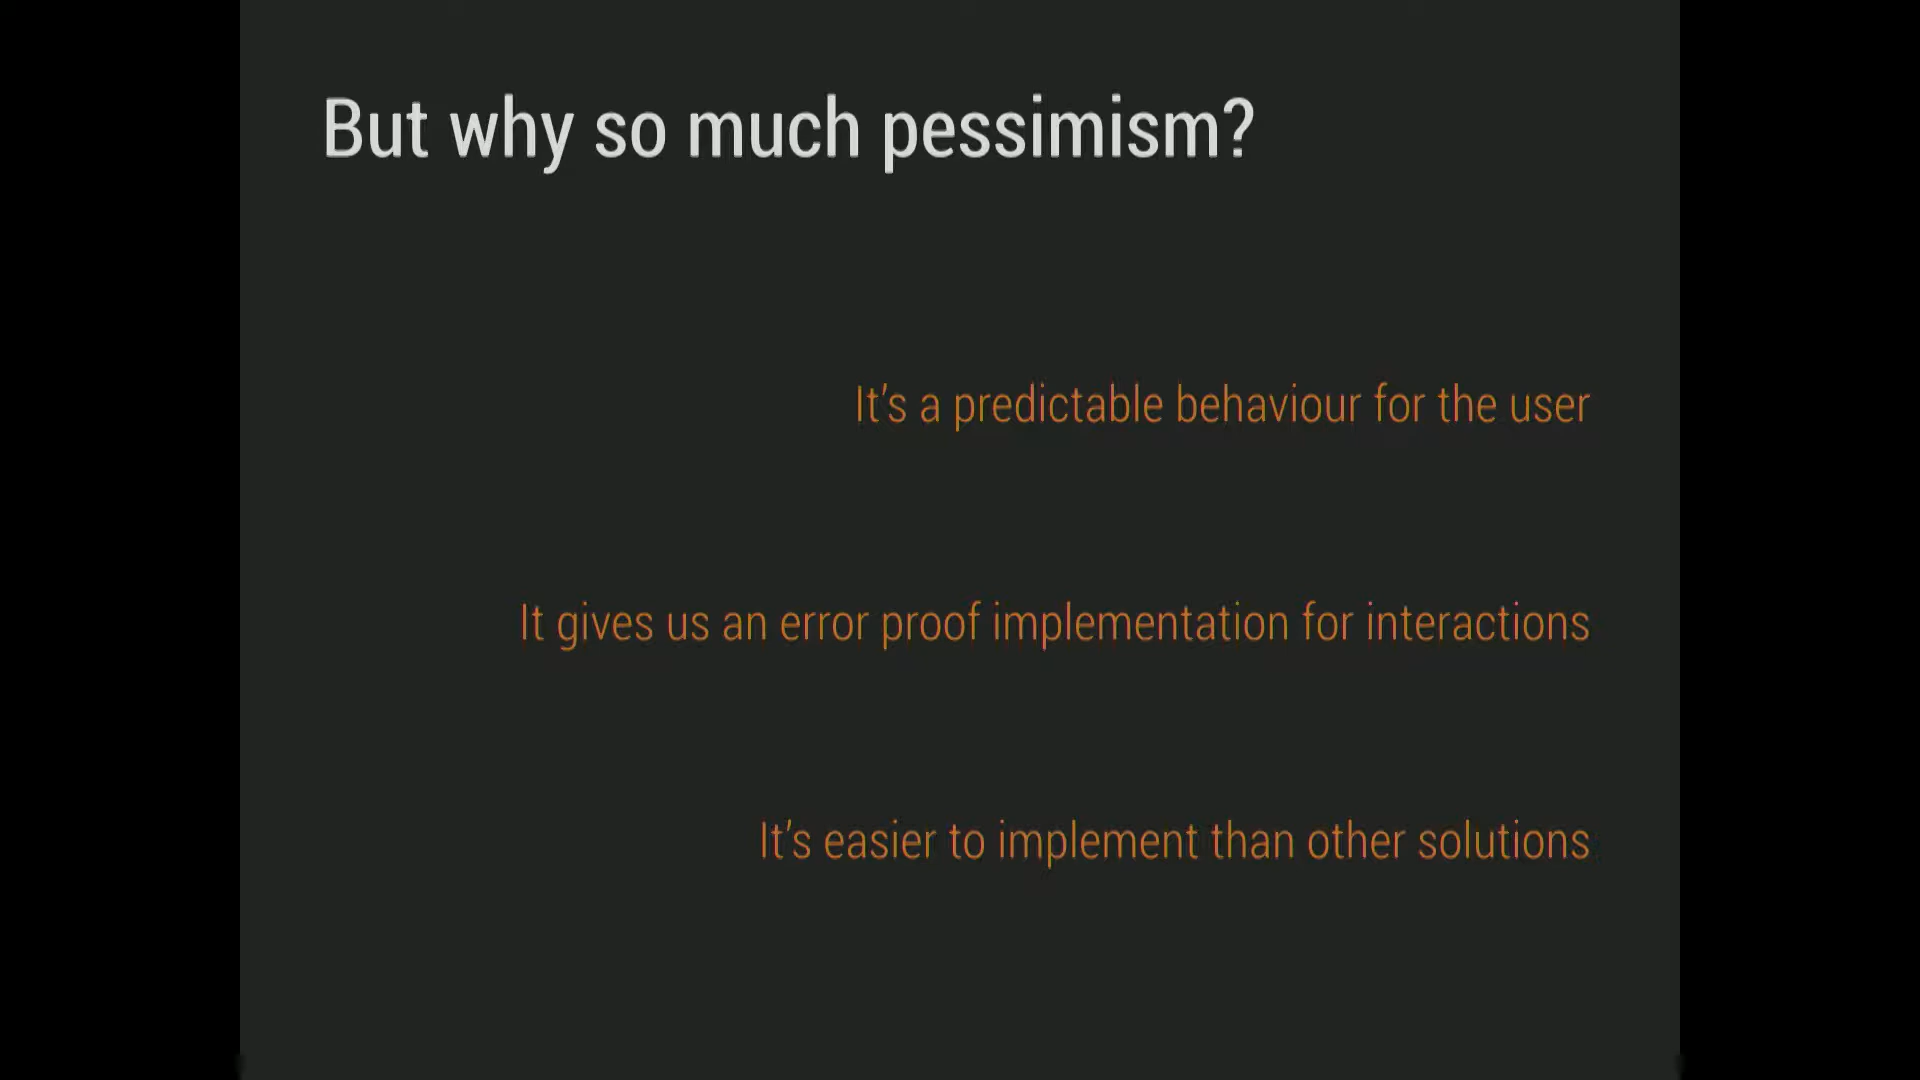 But why so much pessimism?
It’s a predictable behaviour for the user
It gives us an error proof implementation for interactions
It’s easier to implement than other solutions